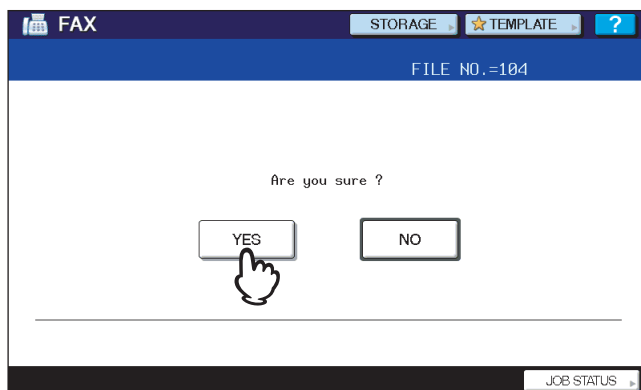 FAX STORAGE TEMPLATE ?
FILE NO.=104
Are you sure ?
YES NO
JOB STATUS